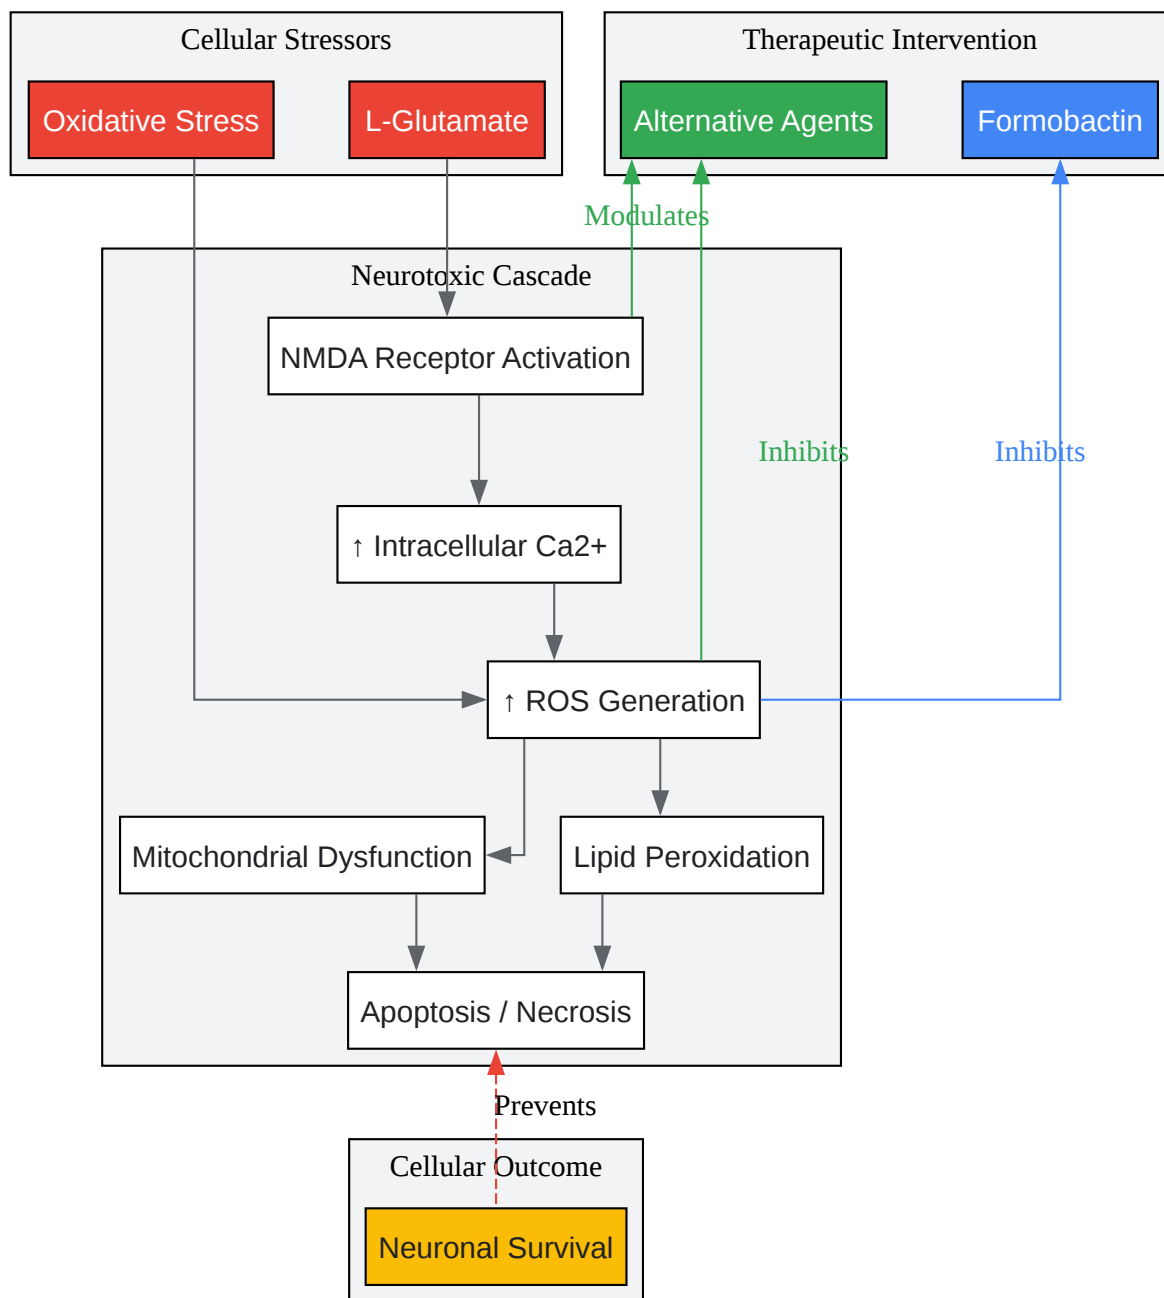 Cellular Stressors
Therapeutic Intervention
Oxidative Stress
L-Glutamate
Alternative Agents
Formobactin
Modulates
Neurotoxic Cascade
NMDA Receptor Activation
Inhibits
Inhibits
↑ Intracellular Ca2+
↑ ROS Generation
Mitochondrial Dysfunction
Lipid Peroxidation
Apoptosis / Necrosis
Prevents
Cellular Outcome
Neuronal Survival